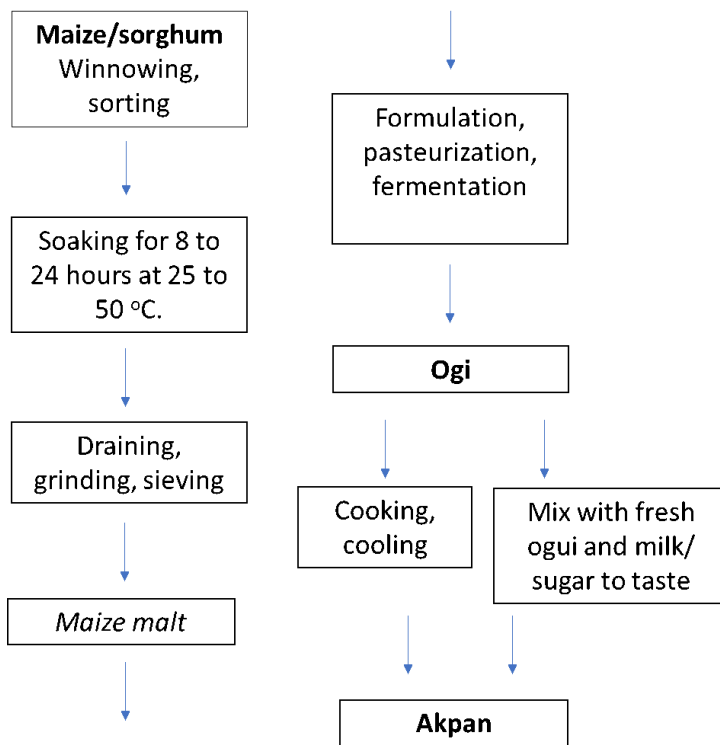 Maize/sorghum
Winnowing,
sorting
Soaking for 8 to
24 hours at 25 to
50 °C.
Draining,
grinding, sieving
Maize malt
Formulation,
pasteurization,
fermentation
Ogi
Cooking,
cooling
Mix with fresh
ogui and milk/
sugar to taste
Akpan